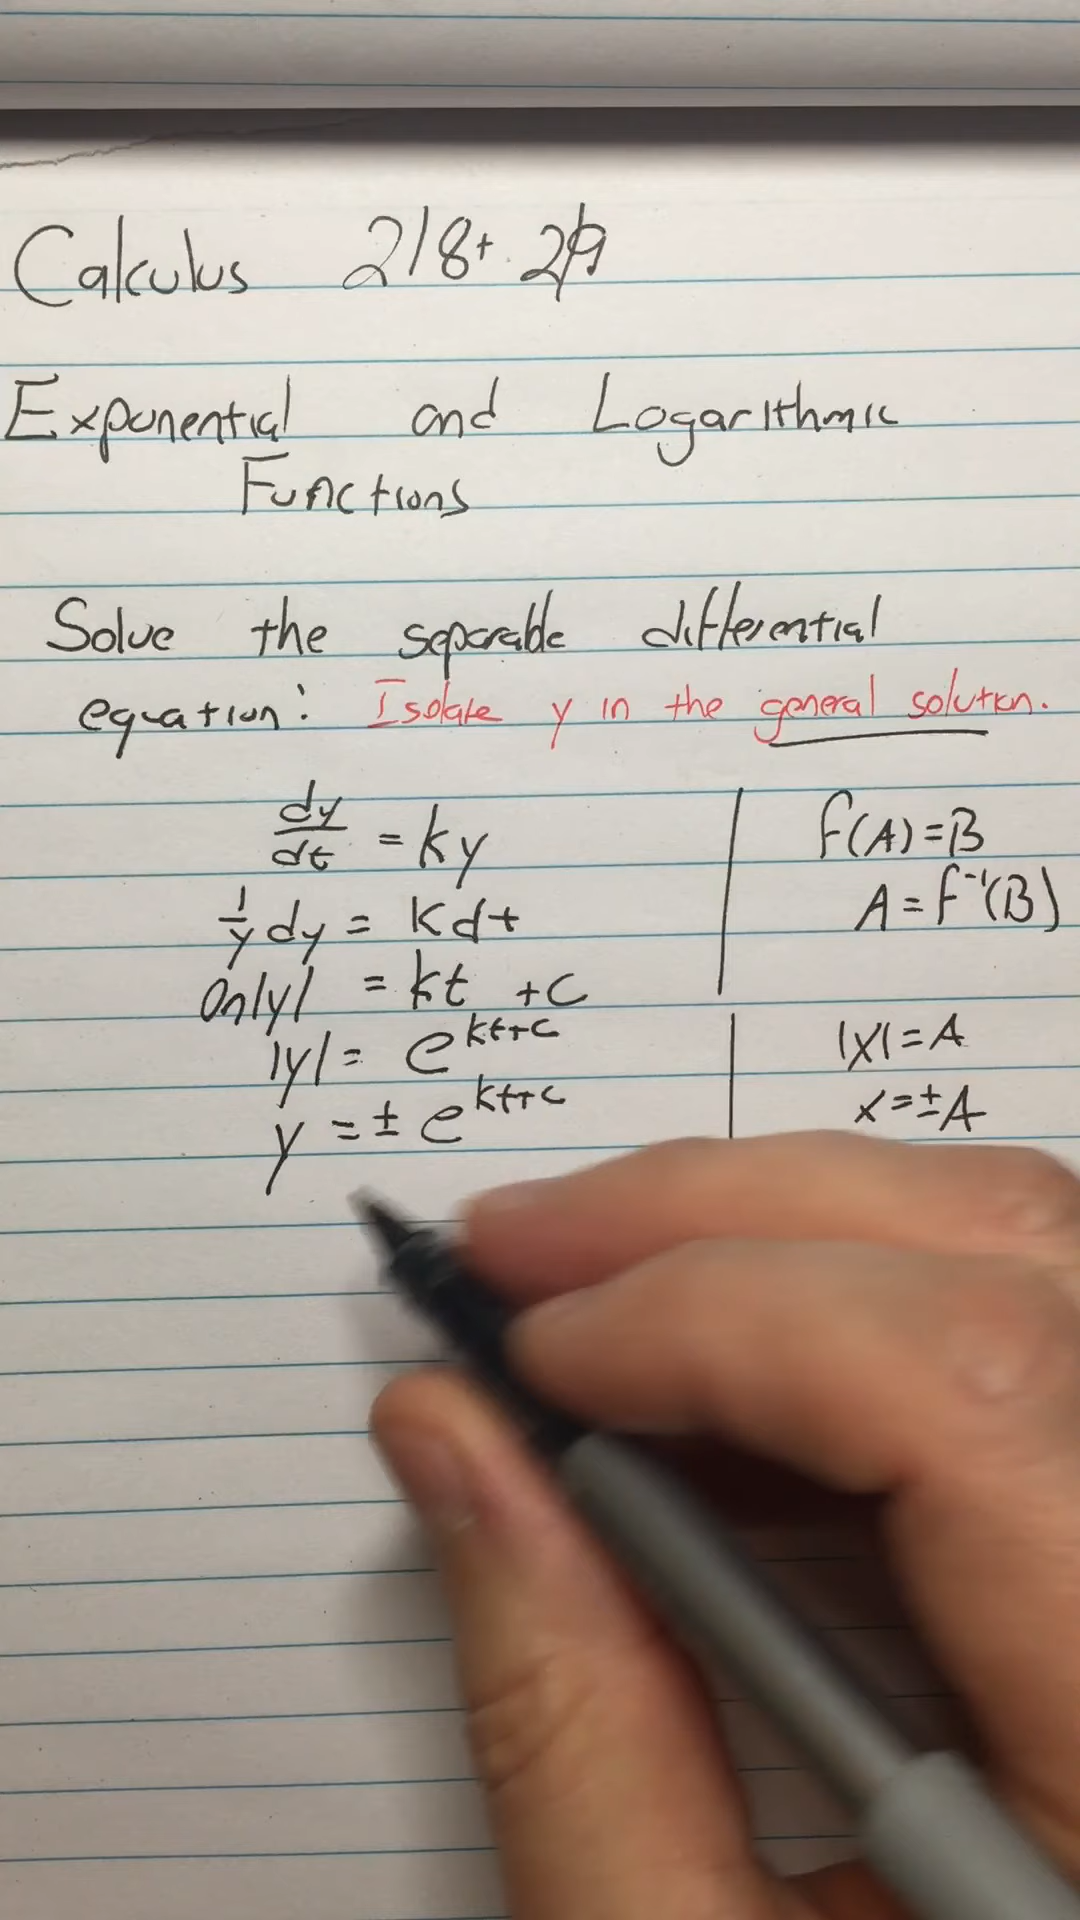 Calculus 218+ 219
Exponential and Logarithmic
Functions
Solve the separable differential
equation: Isolate y in the general solution.
dy/dt = ky
1/y dy = k dt
ln|y| = kt + c
|y| = e^(kt+c)
y = ± e^(kt+c)
f(A) = B
A = f⁻¹(B)
|x| = A
x = ±A